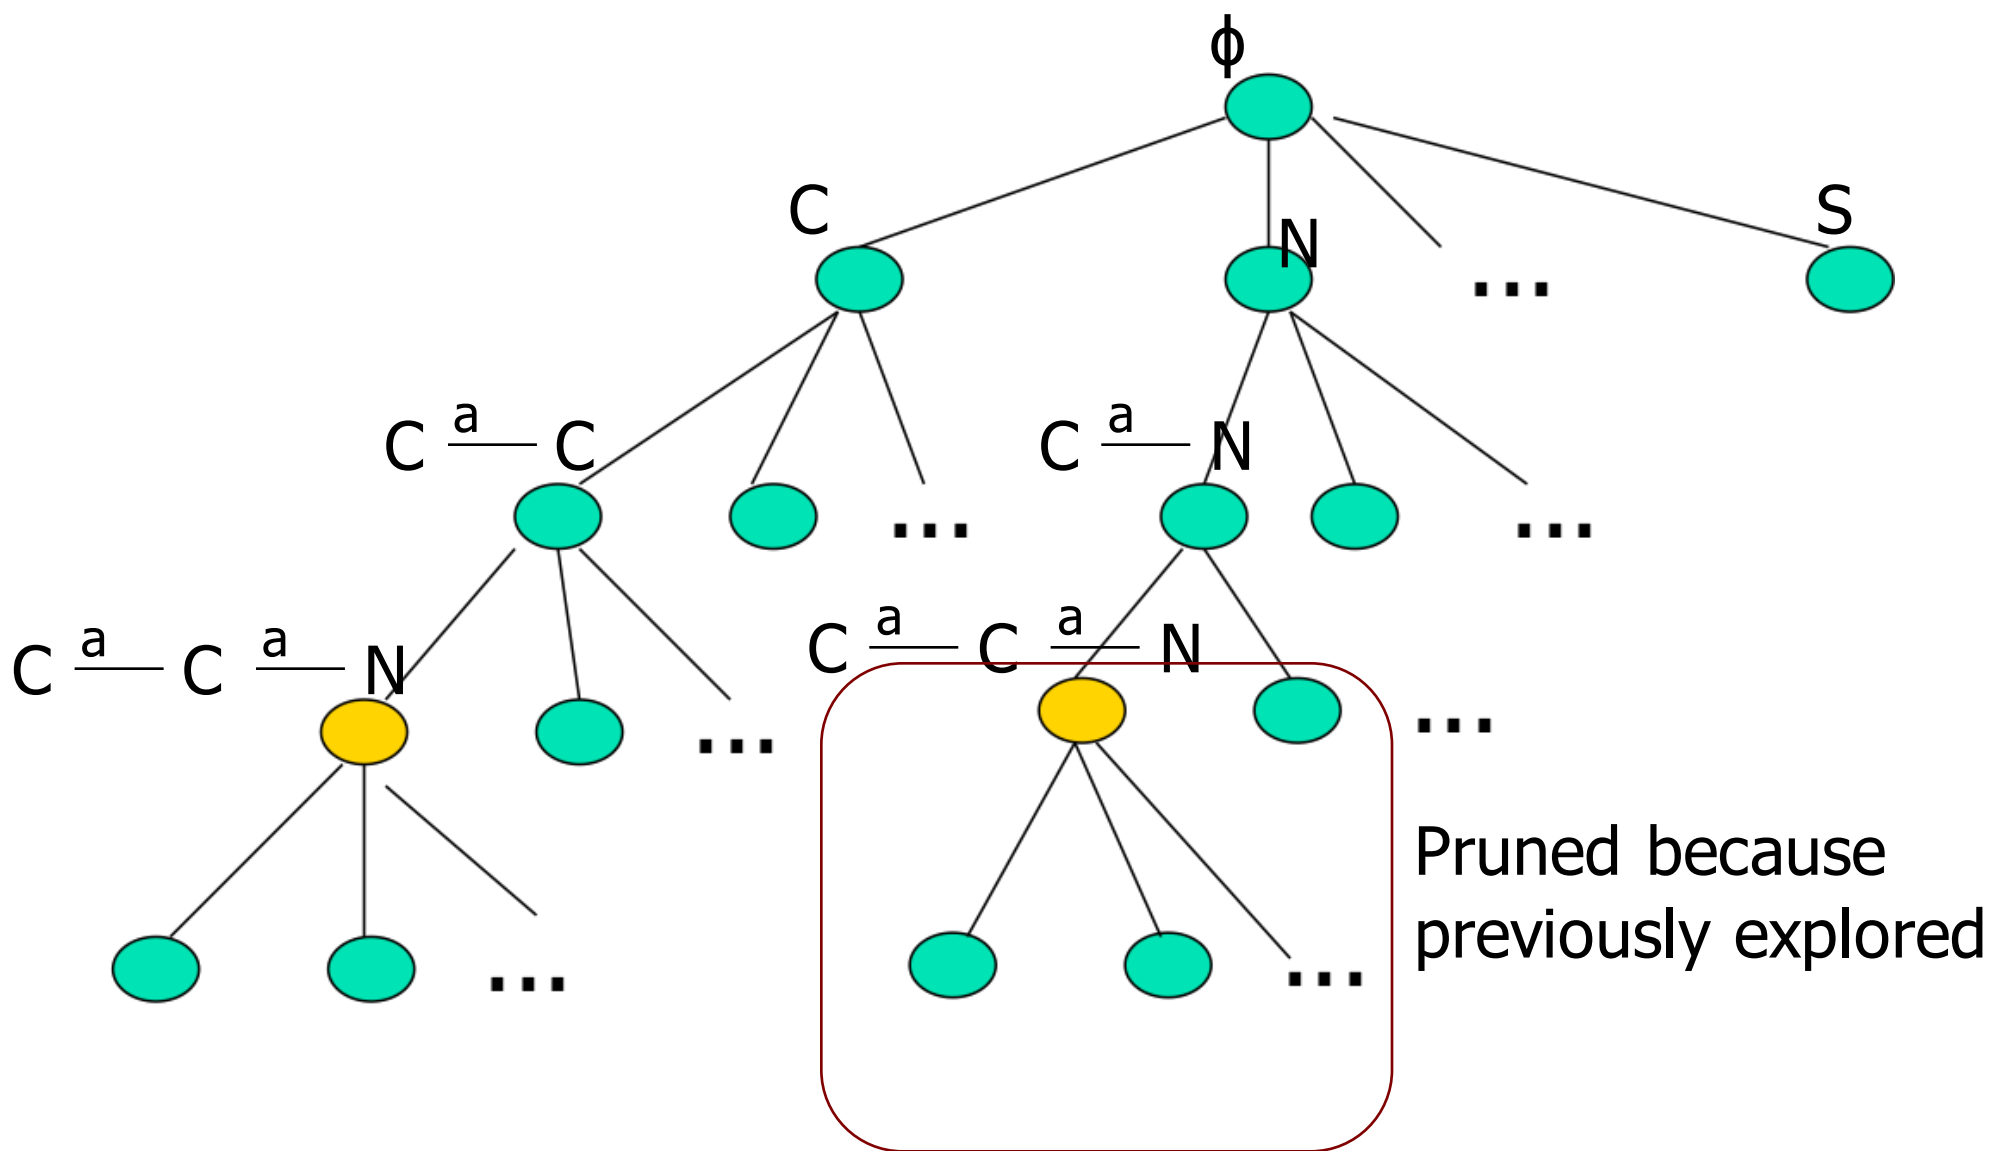 ϕ
C
N
S
...
C a C
C a N
...
...
C a C a N
C a C a N
...
...
Pruned because
previously explored
...
...